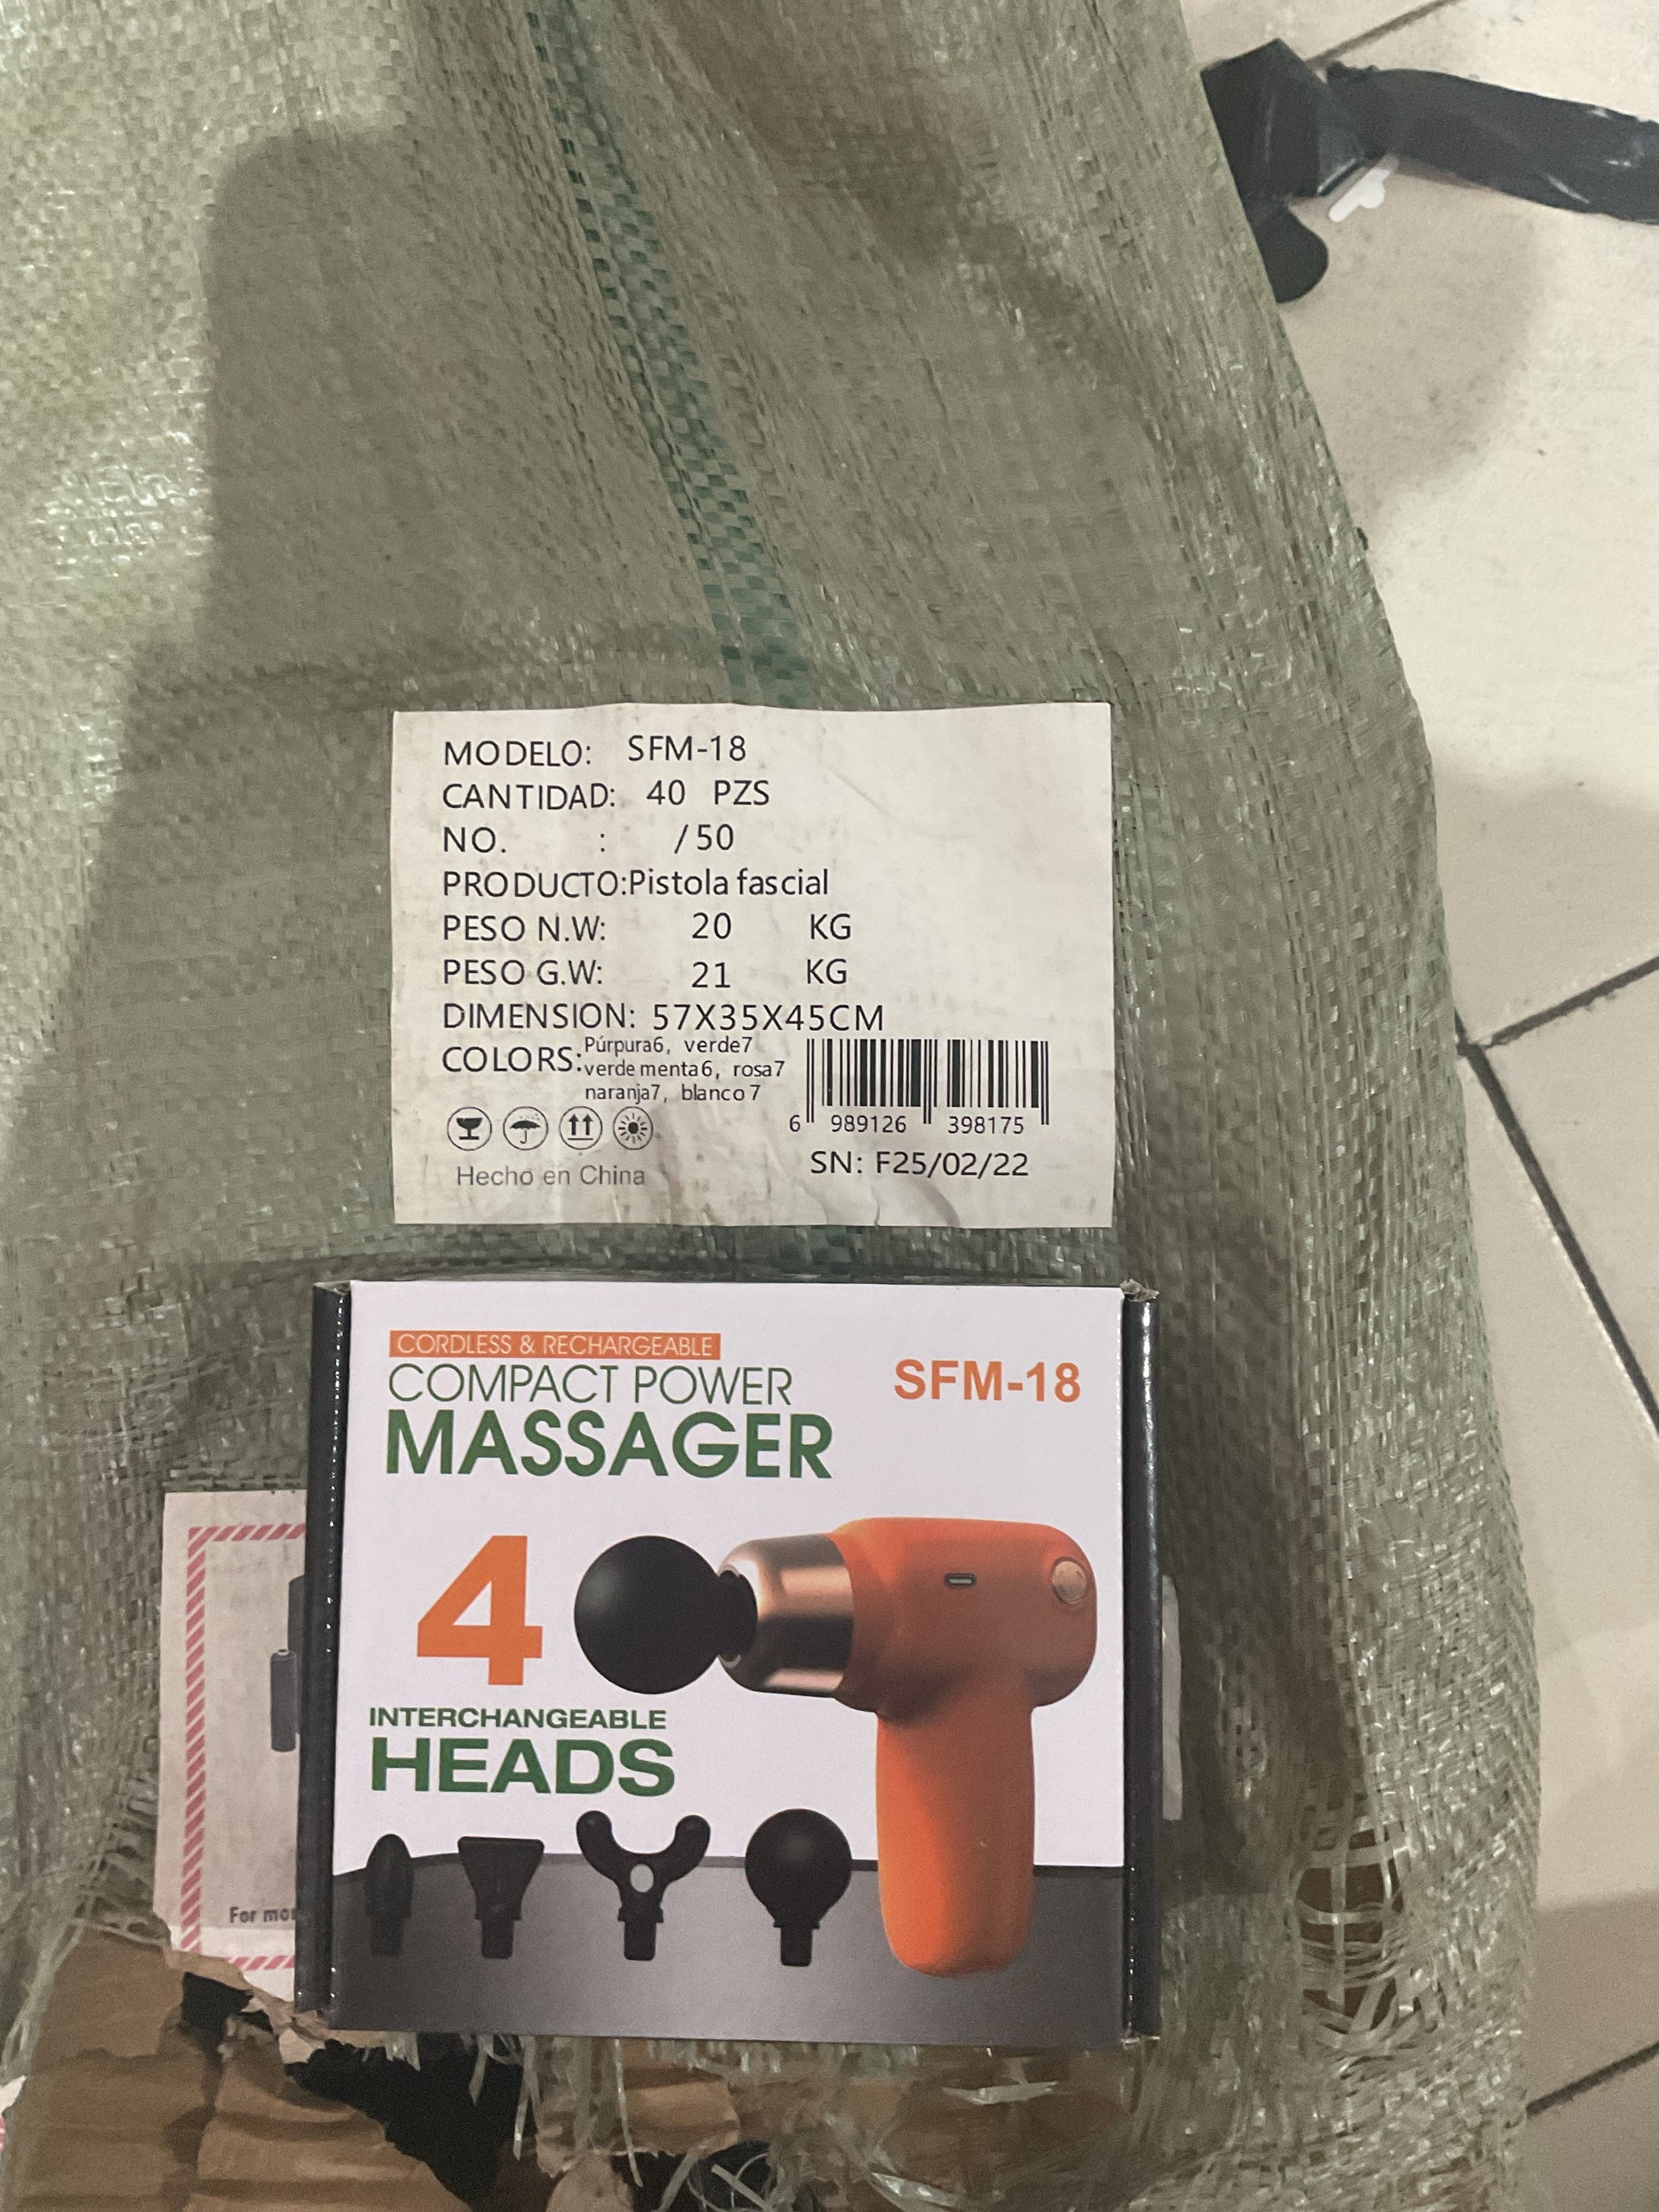 MODELO: SFM-18
CANTIDAD: 40 PZS
NO. : /50
PRODUCTO:Pistola fascial
PESO N.W: 20 KG
PESO G.W: 21 KG
DIMENSION: 57X35X45CM
COLORS:Púrpura6, verde7
verde menta6, rosa7
naranja7, blanco7
6 989126 398175
SN: F25/02/22
Hecho en China
CORDLESS & RECHARGEABLE
COMPACT POWER
MASSAGER
SFM-18
4
INTERCHANGEABLE
HEADS
For